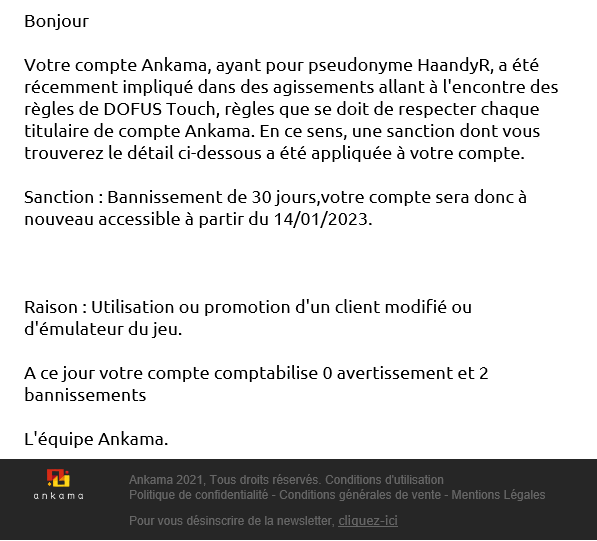 Bonjour
Votre compte Ankama, ayant pour pseudonyme HaandyR, a été
récemment impliqué dans des agissements allant à l'encontre des
règles de DOFUS Touch, règles que se doit de respecter chaque
titulaire de compte Ankama. En ce sens, une sanction dont vous
trouverez le détail ci-dessous a été appliquée à votre compte.
Sanction : Bannissement de 30 jours,votre compte sera donc à
nouveau accessible à partir du 14/01/2023.
Raison : Utilisation ou promotion d'un client modifié ou
d'émulateur du jeu.
A ce jour votre compte comptabilise 0 avertissement et 2
bannissements
L'équipe Ankama.
ankama
Ankama 2021, Tous droits réservés. Conditions d'utilisation
Politique de confidentialité - Conditions générales de vente - Mentions Légales
Pour vous désinscrire de la newsletter, cliquez-ici